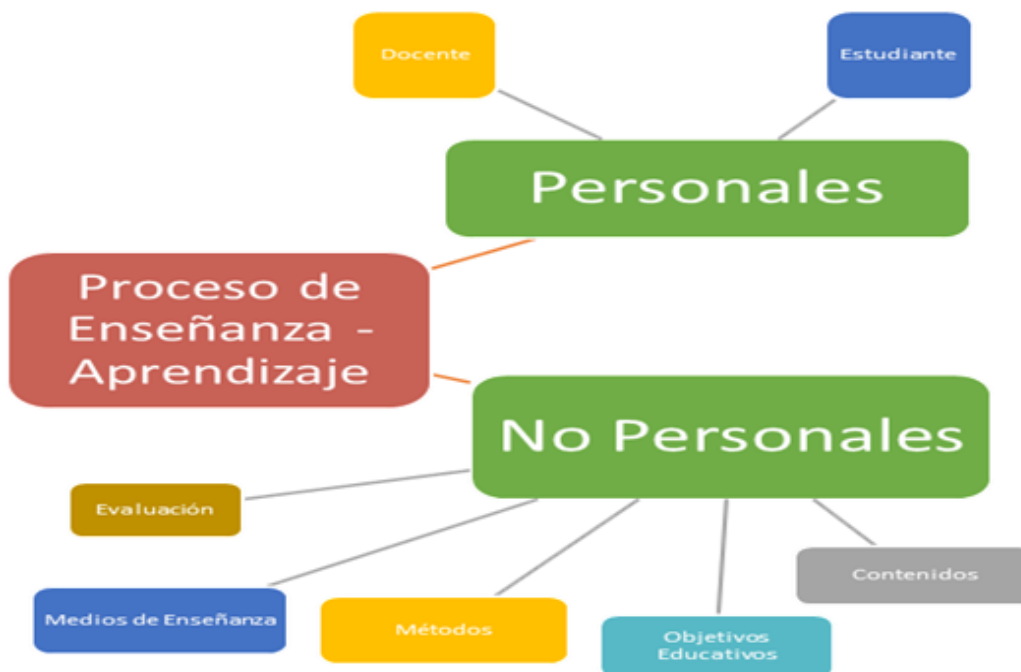 Docente
Estudiante
Personales
Proceso de
Enseñanza -
Aprendizaje
No Personales
Evaluación
Medios de Enseñanza
Métodos
Objetivos
Educativos
Contenidos